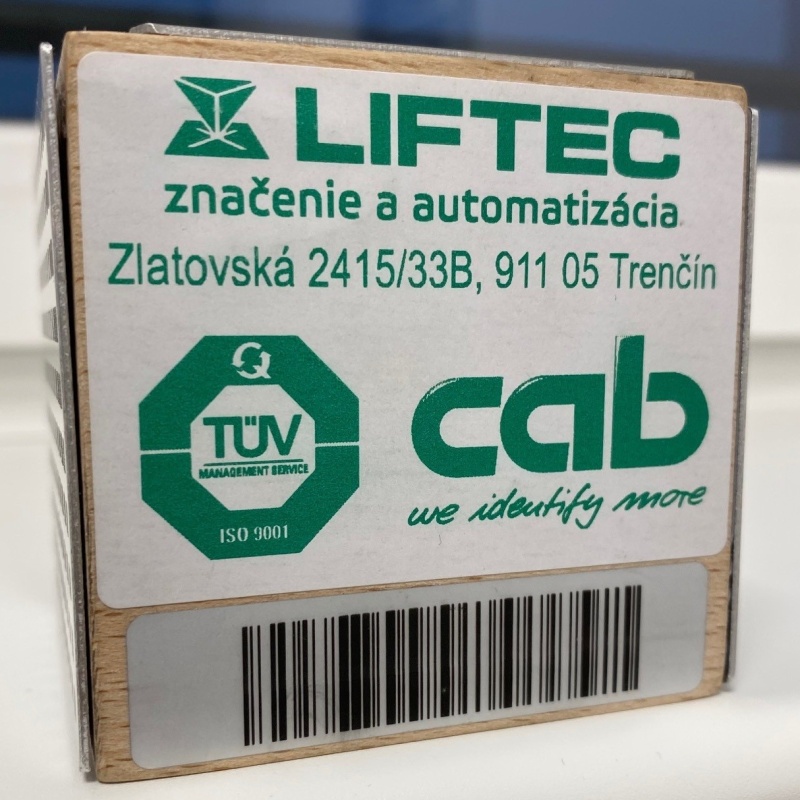 LIFTEC
značenie a automatizácia
Zlatovská 2415/33B, 911 05 Trenčín
TÜV
MANAGEMENT SERVICE
ISO 9001
cab
we identify more